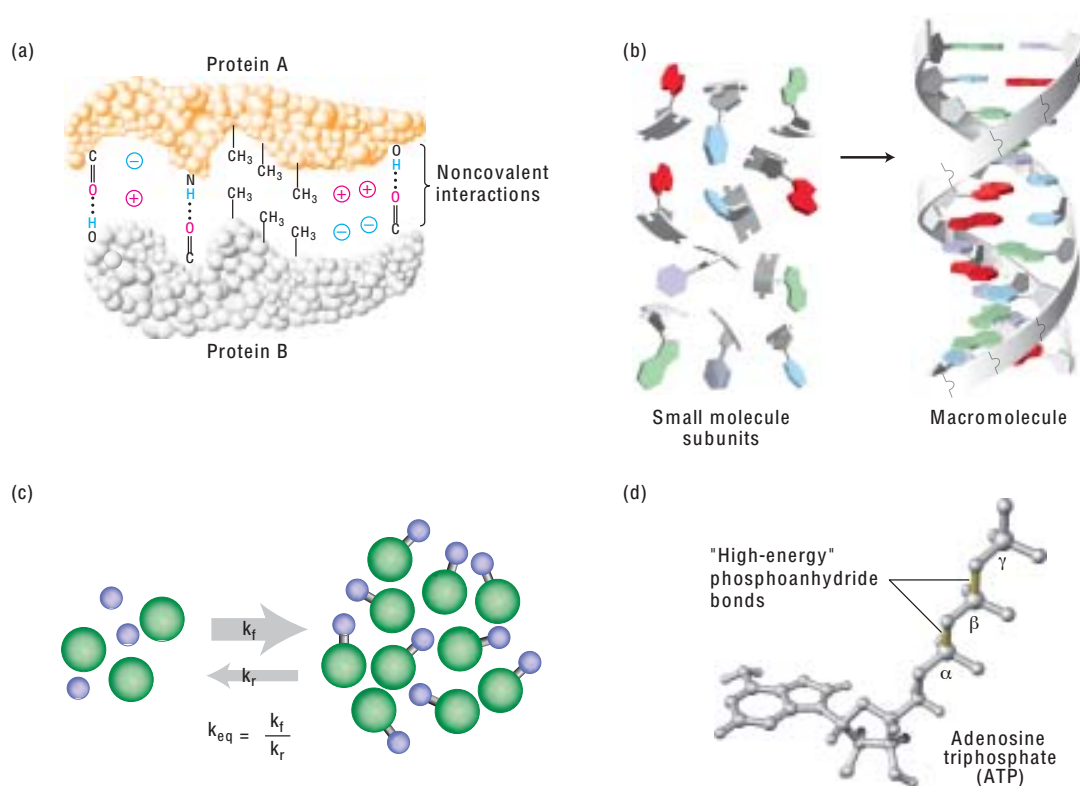 (a)
Protein A
C
O
H
O
−
+
N
H
O
C
CH3
CH3
CH3
CH3
CH3
CH3
+ +
− −
O
H
O
C
Noncovalent
interactions
Protein B
(b)
Small molecule
subunits
Macromolecule
(c)
kf
kr
keq = kf
kr
(d)
"High-energy"
phosphoanhydride
bonds
γ
β
α
Adenosine
triphosphate
(ATP)